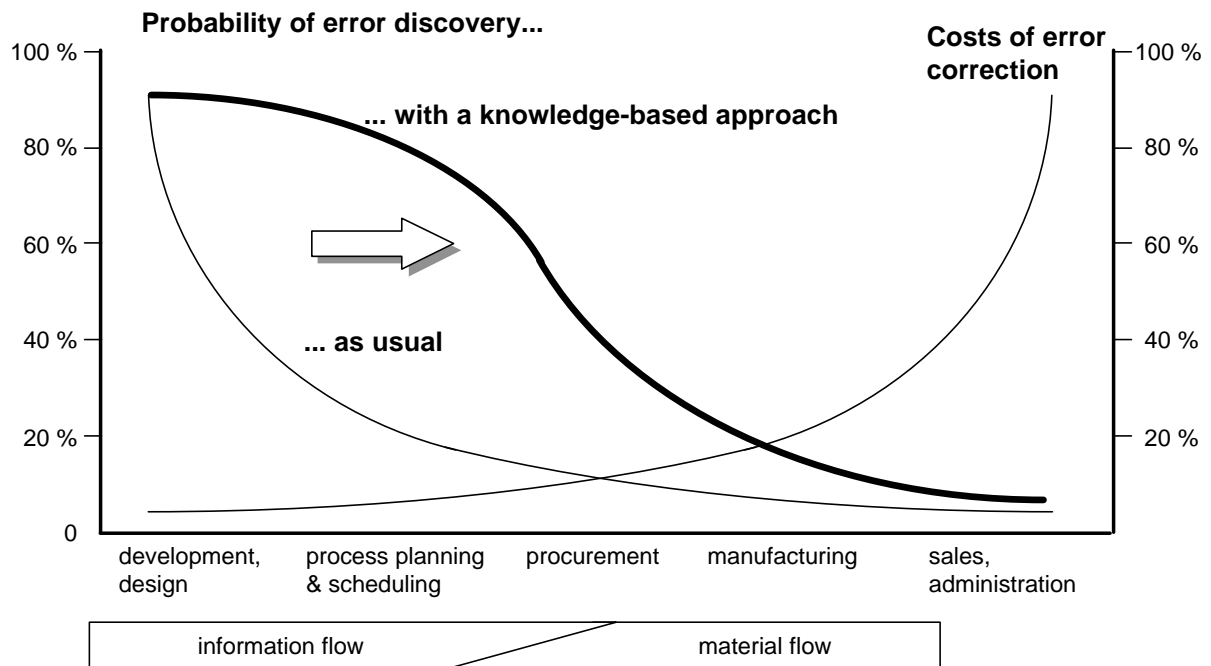 Probability of error discovery...
Costs of error
correction
100 %
80 %
60 %
40 %
20 %
0
... with a knowledge-based approach
... as usual
100 %
80 %
60 %
40 %
20 %
development,
design
process planning
& scheduling
procurement
manufacturing
sales,
administration
information flow
material flow